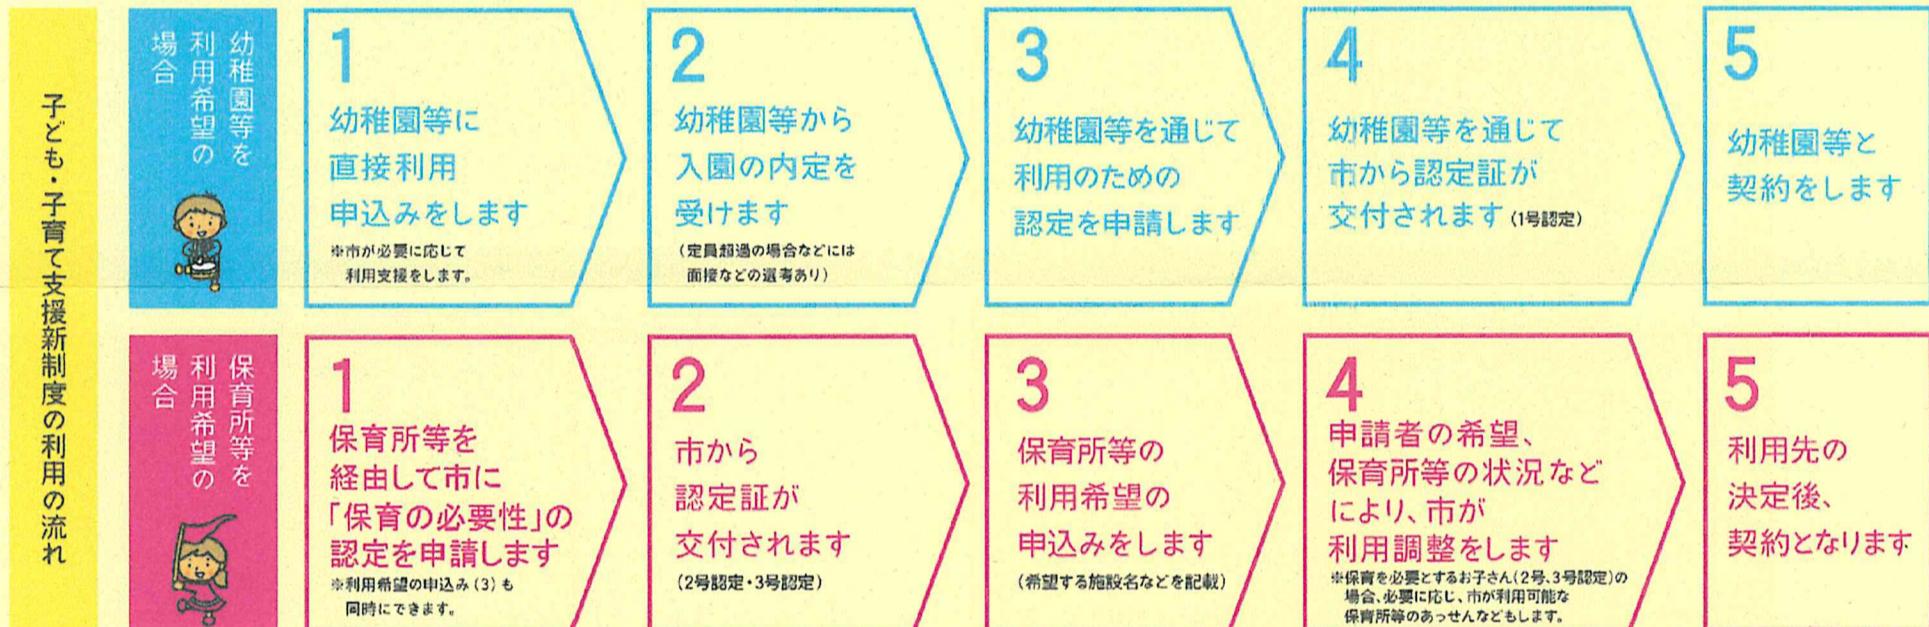 子ども・子育て支援新制度の利用の流れ
幼稚園等を
利用希望の
場合
1
幼稚園等に
直接利用
申込みをします
※市が必要に応じて
利用支援をします。
2
幼稚園等から
入園の内定を
受けます
(定員超過の場合などには
面接などの選考あり)
3
幼稚園等を通じて
利用のための
認定を申請します
4
幼稚園等を通じて
市から認定証が
交付されます(1号認定)
5
幼稚園等と
契約をします
保育所等を
利用希望の
場合
1
保育所等を
経由して市に
「保育の必要性」の
認定を申請します
※利用希望の申込み(3)も
同時にできます。
2
市から
認定証が
交付されます
(2号認定・3号認定)
3
保育所等の
利用希望の
申込みをします
(希望する施設名などを記載)
4
申請者の希望、
保育所等の状況など
により、市が
利用調整をします
※保育を必要とするお子さん(2号、3号認定)の
場合、必要に応じ、市が利用可能な
保育所等のあっせんなどもします。
5
利用先の
決定後、
契約となります